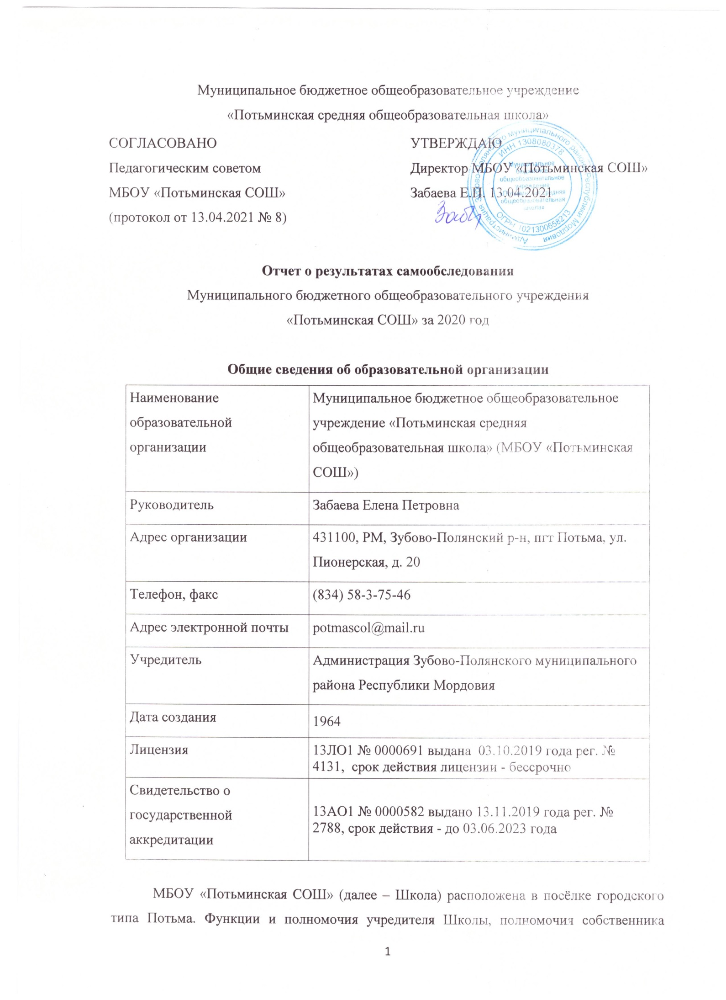 Муниципальное бюджетное общеобразовательное учреждение
«Потьминская средняя общеобразовательная школа»
СОГЛАСОВАНО
Педагогическим советом
МБОУ «Потьминская СОШ»
(протокол от 13.04.2021 № 8)
УТВЕРЖДАЮ
Директор МБОУ «Потьминская СОШ»
Забаева Е.П. 13.04.2021
Администрация Зубово-Полянского муниципального района Республики Мордовия
ИНН 1308080378
Муниципальное
бюджетное
общеобразовательное
учреждение
«Потьминская средняя
общеобразовательная
школа»
ОГРН 1021300658213
Отчет о результатах самообследования
Муниципального бюджетного общеобразовательного учреждения
«Потьминская СОШ» за 2020 год
Общие сведения об образовательной организации
Наименование
образовательной
организации
Муниципальное бюджетное общеобразовательное
учреждение «Потьминская средняя
общеобразовательная школа» (МБОУ «Потьминская
СОШ»)
Руководитель
Забаева Елена Петровна
Адрес организации
431100, РМ, Зубово-Полянский р-н, пгт Потьма, ул.
Пионерская, д. 20
Телефон, факс
(834) 58-3-75-46
Адрес электронной почты
potmascol@mail.ru
Учредитель
Администрация Зубово-Полянского муниципального
района Республики Мордовия
Дата создания
1964
Лицензия
13ЛО1 № 0000691 выдана 03.10.2019 года рег. №
4131, срок действия лицензии - бессрочно
Свидетельство о
государственной
аккредитации
13АО1 № 0000582 выдано 13.11.2019 года рег. №
2788, срок действия - до 03.06.2023 года
МБОУ «Потьминская СОШ» (далее – Школа) расположена в посёлке городского
типа Потьма. Функции и полномочия учредителя Школы, полномочия собственника
1